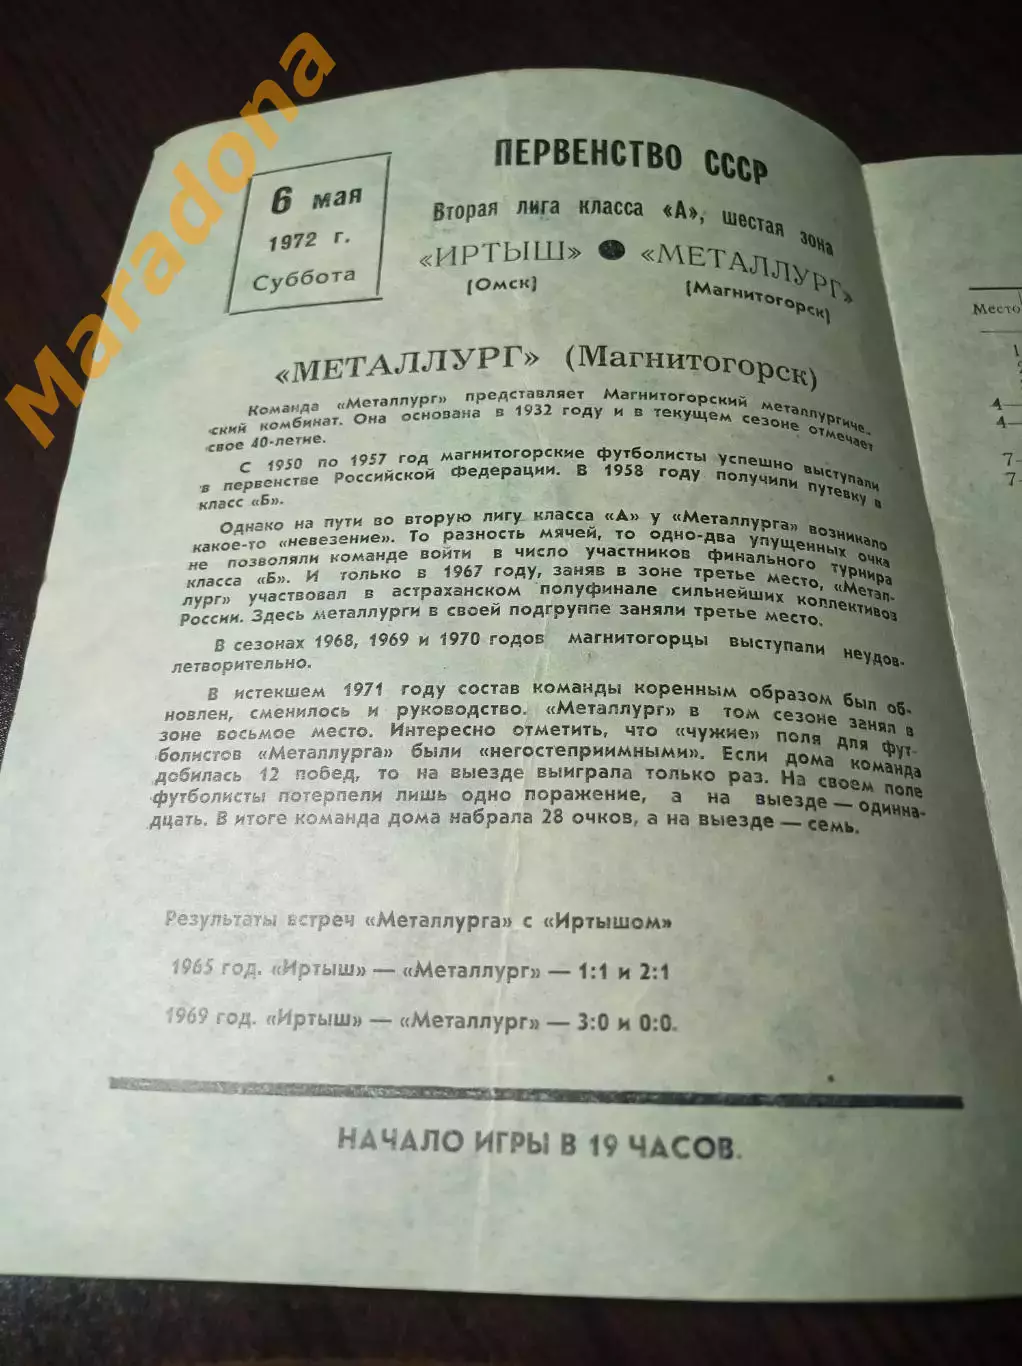 Maradona
6 мая
1972 г.
Суббота
ПЕРВЕНСТВО СССР
Вторая лига класса «А», шестая зона
«ИРТЫШ» ● «МЕТАЛЛУРГ»
(Омск) (Магнитогорск)
«МЕТАЛЛУРГ» (Магнитогорск)
Команда «Металлург» представляет Магнитогорский металлургиче-
ский комбинат. Она основана в 1932 году и в текущем сезоне отмечает
свое 40-летие.
С 1950 по 1957 год магнитогорские футболисты успешно выступали
в первенстве Российской Федерации. В 1958 году получили путевку в
класс «Б».
Однако на пути во вторую лигу класса «А» у «Металлурга» возникало
какое-то «невезение». То разность мячей, то одно-два упущенных очка
не позволяли команде войти в число участников финального турнира
класса «Б». И только в 1967 году, заняв в зоне третье место, «Метал-
лург» участвовал в астраханском полуфинале сильнейших коллективов
России. Здесь металлурги в своей подгруппе заняли третье место.
В сезонах 1968, 1969 и 1970 годов магнитогорцы выступали неудов-
летворительно.
В истекшем 1971 году состав команды коренным образом был об-
новлен, сменилось и руководство. «Металлург» в том сезоне занял в
зоне восьмое место. Интересно отметить, что «чужие» поля для фут-
болистов «Металлурга» были «негостеприимными». Если дома команда
добилась 12 побед, то на выезде выиграла только раз. На своем поле
футболисты потерпели лишь одно поражение, а на выезде — одинна-
дцать. В итоге команда дома набрала 28 очков, а на выезде — семь.
Результаты встреч «Металлурга» с «Иртышом»
1965 год. «Иртыш» — «Металлург» — 1:1 и 2:1
1969 год. «Иртыш» — «Металлург» — 3:0 и 0:0.
НАЧАЛО ИГРЫ В 19 ЧАСОВ.
Место
1
4—
4—
7-
7-